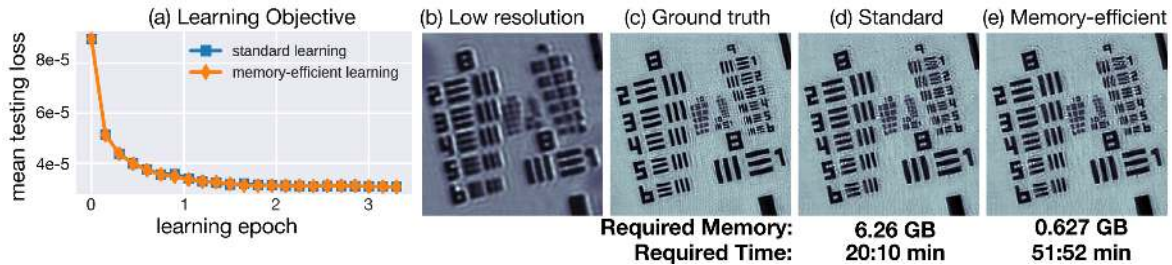 (a) Learning Objective
mean testing loss
8e-5
6e-5
4e-5
standard learning
memory-efficient learning
0
1
2
3
learning epoch
(b) Low resolution
(c) Ground truth
(d) Standard
(e) Memory-efficient
Required Memory: 6.26 GB 0.627 GB
Required Time: 20:10 min 51:52 min